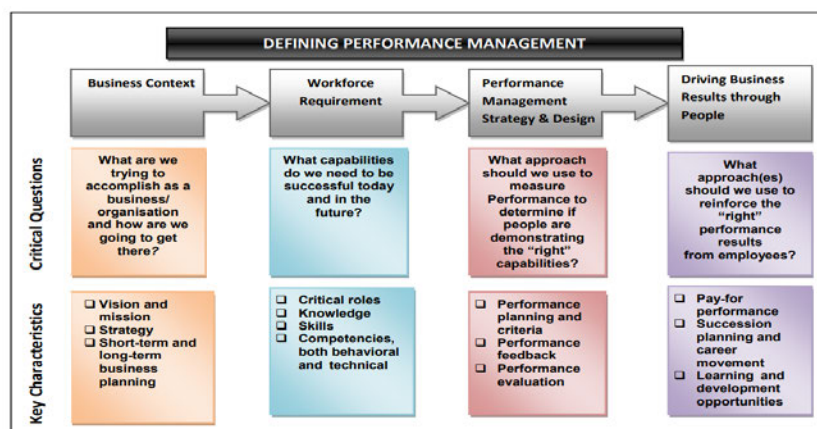 DEFINING PERFORMANCE MANAGEMENT
Business Context
Workforce
Requirement
Performance
Management
Strategy & Design
Driving Business
Results through
People
Critical Questions
What are we
trying to
accomplish as a
business/
organisation
and how are we
going to get
there?
What capabilities
do we need to be
successful today
and in the
future?
What approach
should we use to
measure
Performance to
determine if
people are
demonstrating
the “right”
capabilities?
What
approach(es)
should we use to
reinforce the
“right”
performance
results
from employees?
Key Characteristics
❑ Vision and
mission
❑ Strategy
❑ Short-term and
long-term
business
planning
❑ Critical roles
❑ Knowledge
❑ Skills
❑ Competencies,
both behavioral
and technical
❑ Performance
planning and
criteria
❑ Performance
feedback
❑ Performance
evaluation
❑ Pay-for
performance
❑ Succession
planning and
career
movement
❑ Learning and
development
opportunities